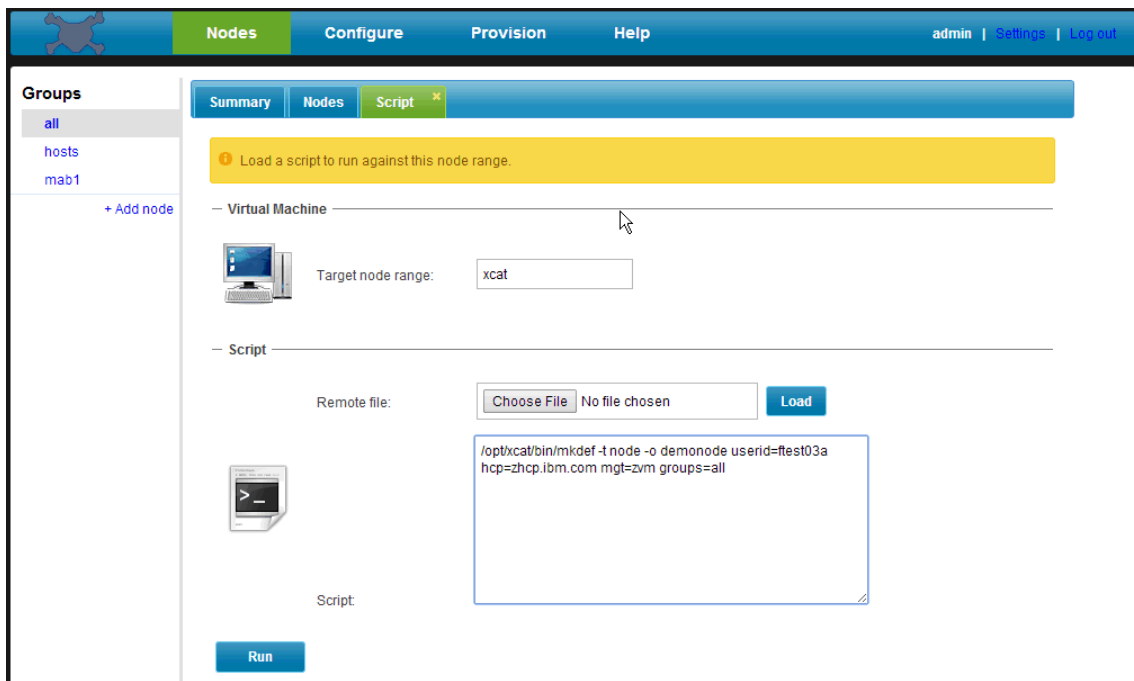 Nodes Configure Provision Help admin | Settings | Log out
Groups
all
hosts
mab1
+ Add node
Summary Nodes Script ×
Load a script to run against this node range.
Virtual Machine
Target node range: xcat
Script
Remote file: Choose File No file chosen Load
/opt/xcat/bin/mkdef -t node -o demonode userid=ftest03a
hcp=zhcp.ibm.com mgt=zvm groups=all
>_
Script:
Run